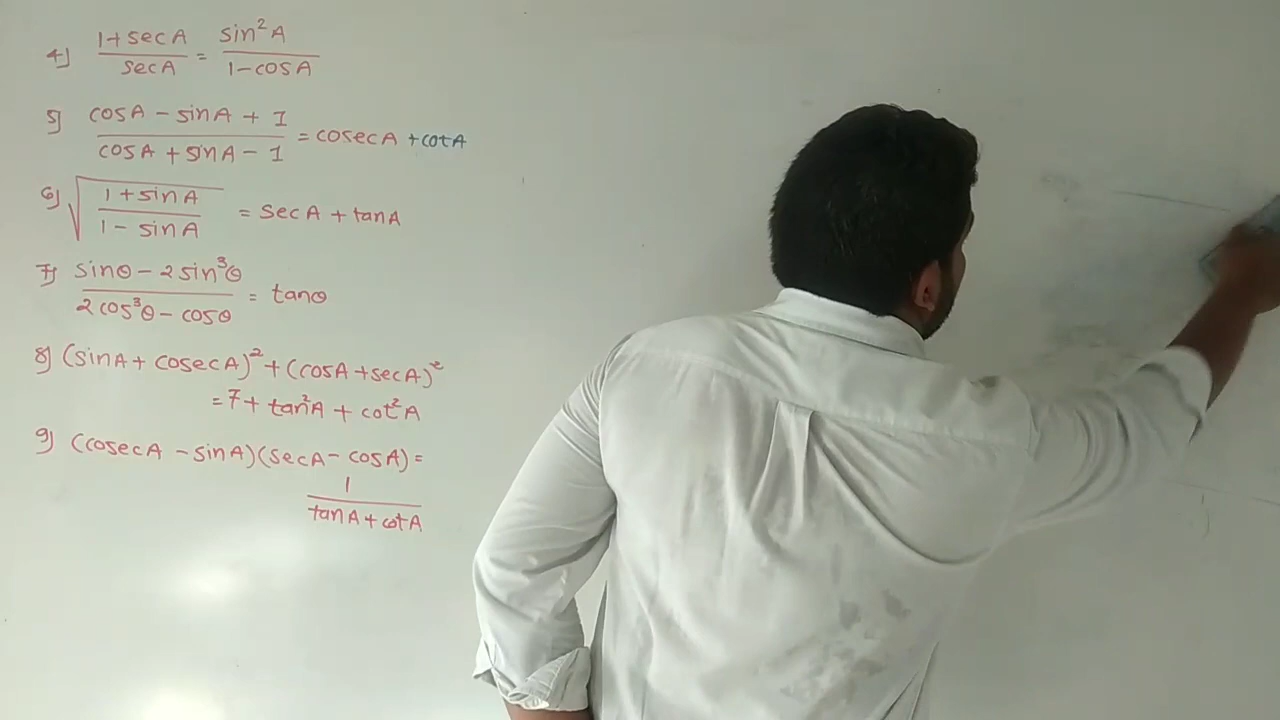 4) (1+secA)/secA = sin²A/(1-cosA)
5) (cosA - sinA + 1)/(cosA + sinA - 1) = cosecA + cotA
6) √((1+sinA)/(1-sinA)) = secA + tanA
7) (sinθ - 2sin³θ)/(2cos³θ - cosθ) = tanθ
8) (sinA + cosecA)² + (cosA + secA)²
= 7 + tan²A + cot²A
9) (cosecA - sinA)(secA - cosA) =
1/(tanA + cotA)